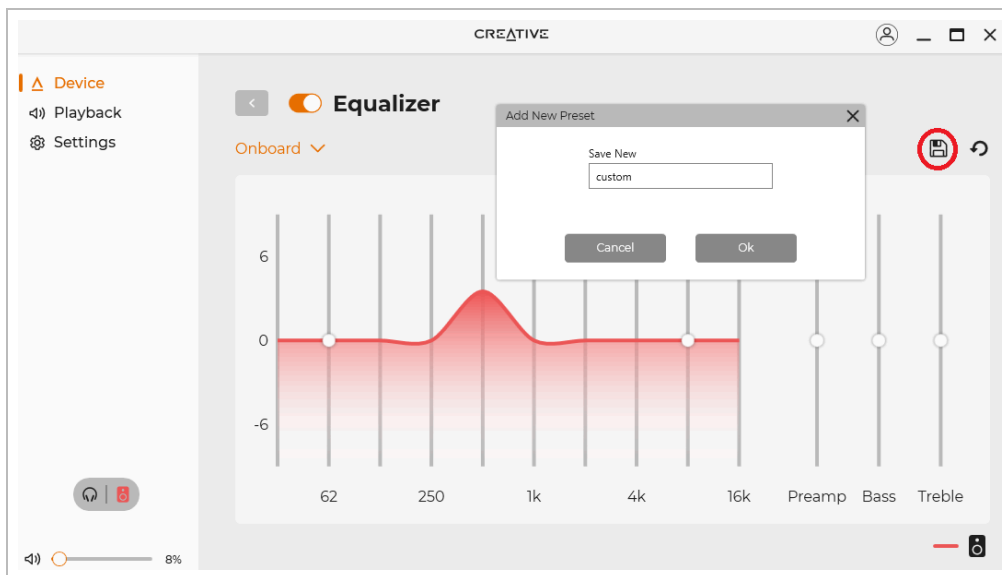 CREATIVE
Device
Playback
Settings
Equalizer
Onboard
Add New Preset
Save New
custom
Cancel Ok
6
0
-6
62 250 1k 4k 16k Preamp Bass Treble
8%